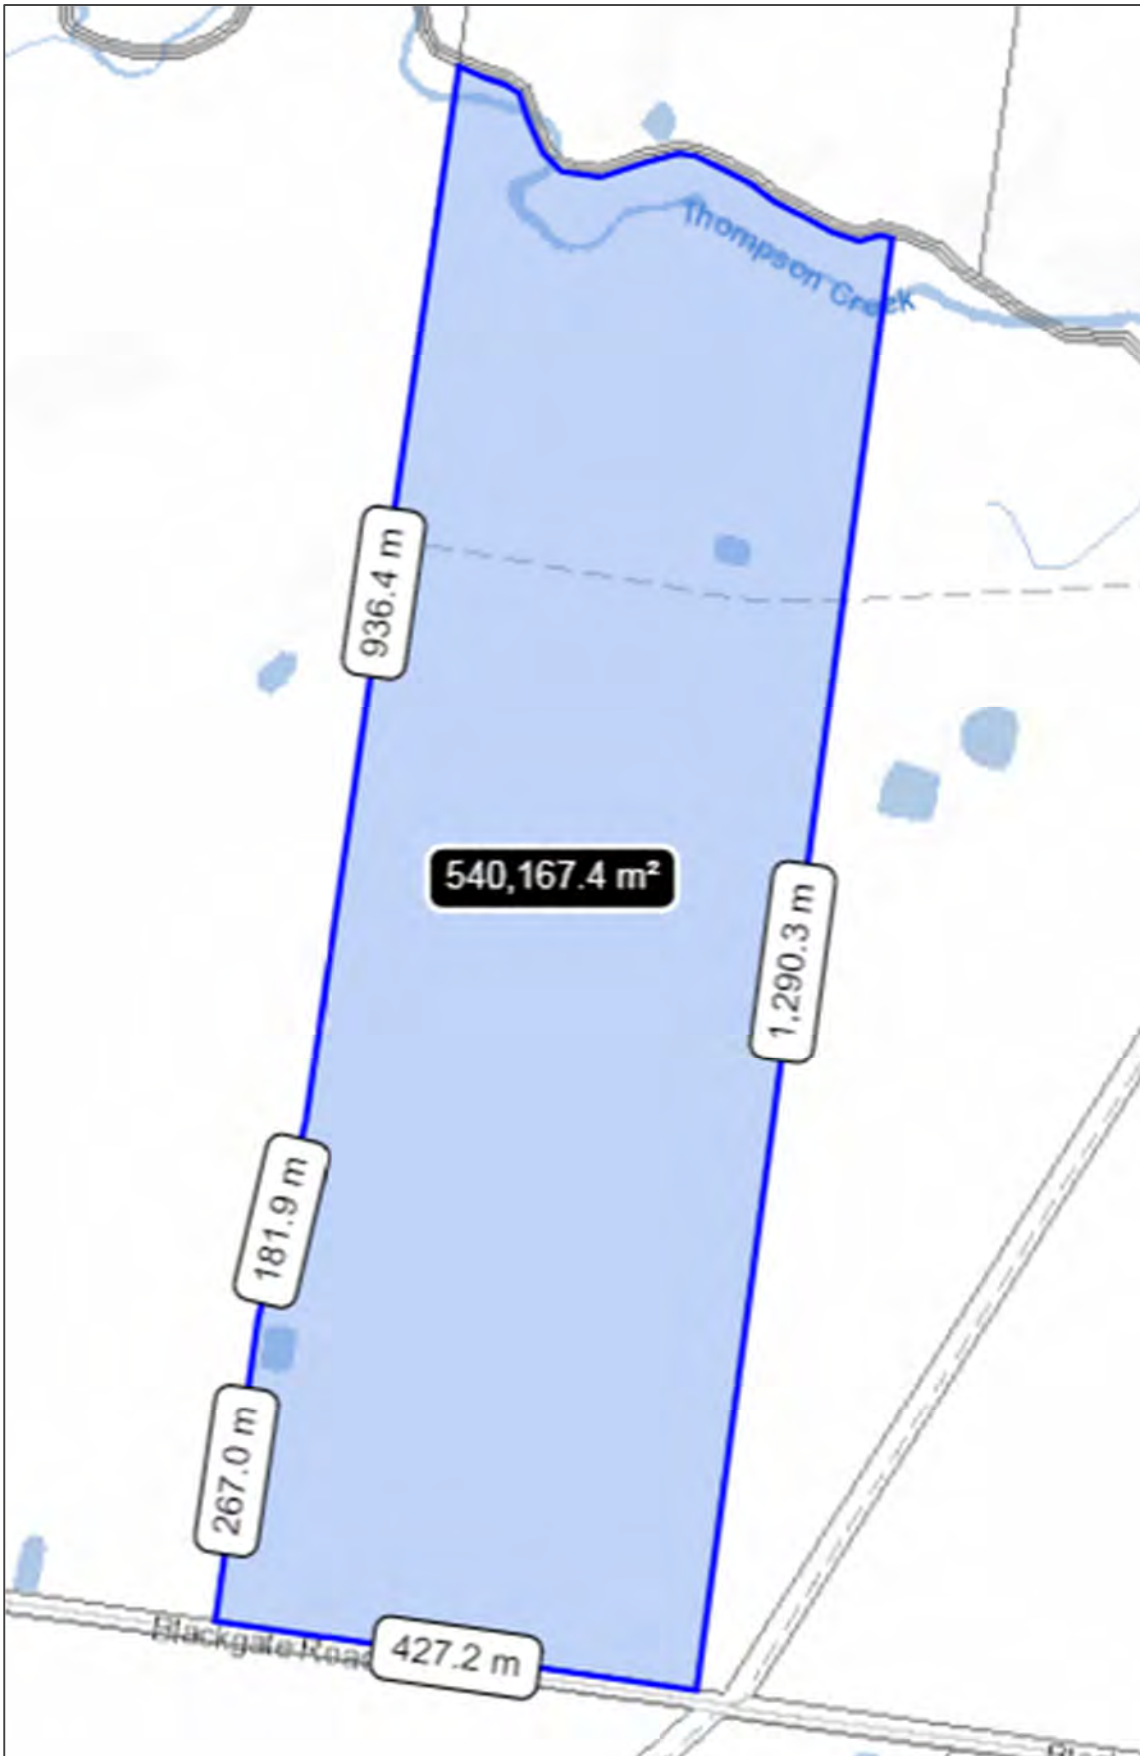 Thompson Creek
936.4 m
540,167.4 m²
1,290.3 m
181.9 m
267.0 m
Blackgate Road
427.2 m